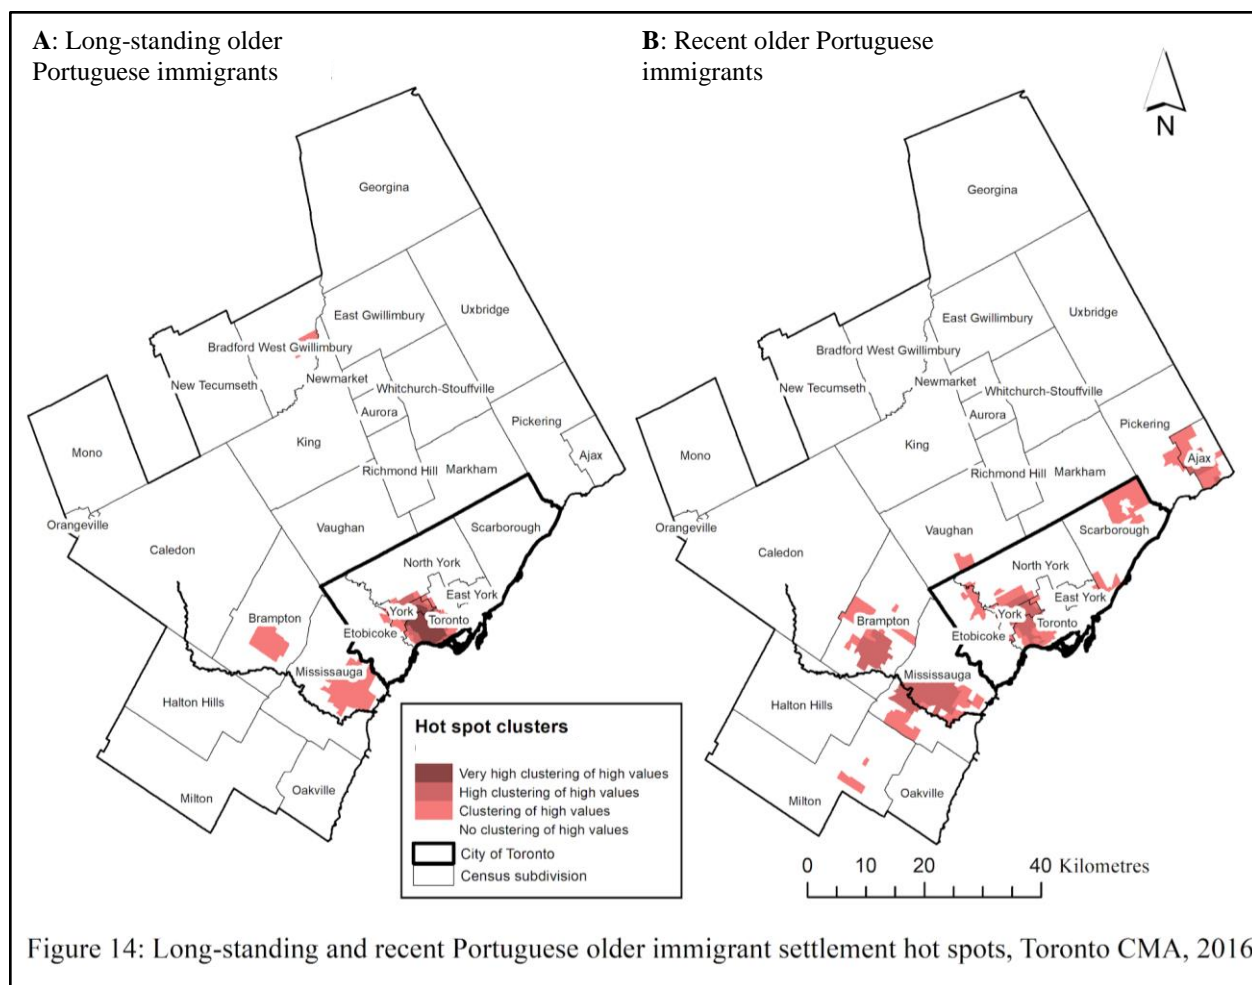 A: Long-standing older
Portuguese immigrants
B: Recent older Portuguese
immigrants
N
Georgina
Uxbridge
East Gwillimbury
Bradford West Gwillimbury
New Tecumseth
Newmarket
Whitchurch-Stouffville
Aurora
Pickering
Mono
King
Richmond Hill
Markham
Ajax
Orangeville
Vaughan
Scarborough
Caledon
North York
East York
York
Toronto
Brampton
Etobicoke
Mississauga
Halton Hills
Milton
Oakville
Georgina
Uxbridge
East Gwillimbury
Bradford West Gwillimbury
New Tecumseth
Newmarket
Whitchurch-Stouffville
Aurora
Pickering
Mono
King
Richmond Hill
Markham
Ajax
Orangeville
Vaughan
Scarborough
Caledon
North York
East York
York
Toronto
Brampton
Etobicoke
Mississauga
Halton Hills
Milton
Oakville
Hot spot clusters
Very high clustering of high values
High clustering of high values
Clustering of high values
No clustering of high values
City of Toronto
Census subdivision
0 10 20 40 Kilometres
Figure 14: Long-standing and recent Portuguese older immigrant settlement hot spots, Toronto CMA, 2016